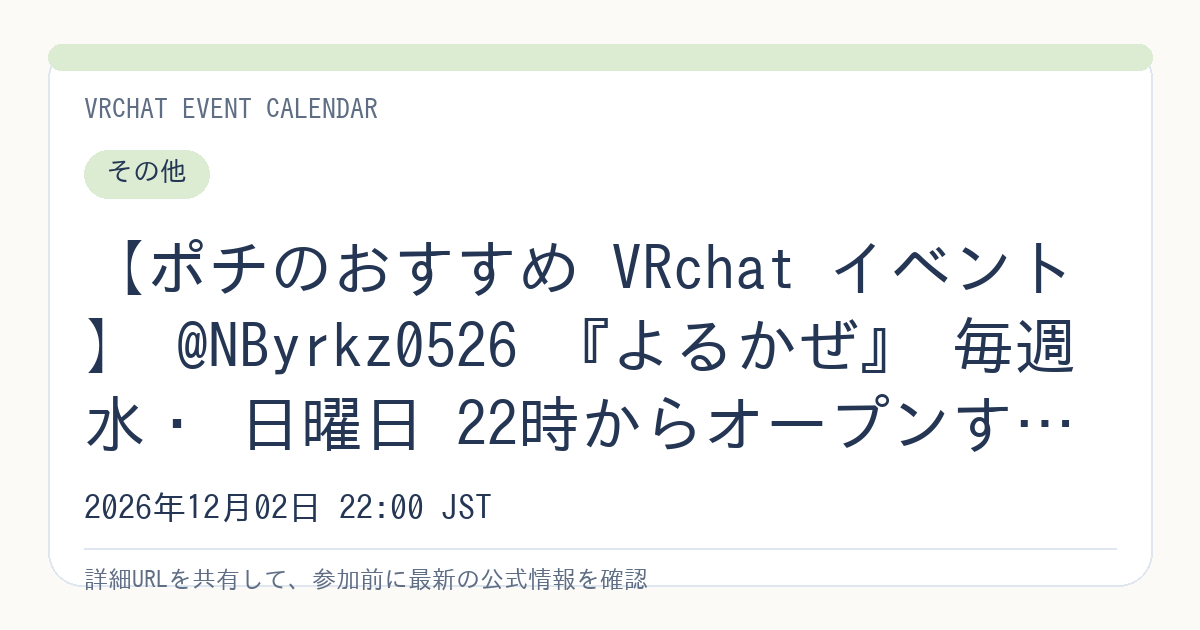 VRCHAT EVENT CALENDAR
その他
【ポチのおすすめ VRchat イベント
】 @NByrkz0526 『よるかぜ』 毎週
水・ 日曜日 22時からオープンす…
2026年12月02日 22:00 JST
詳細URLを共有して、参加前に最新の公式情報を確認